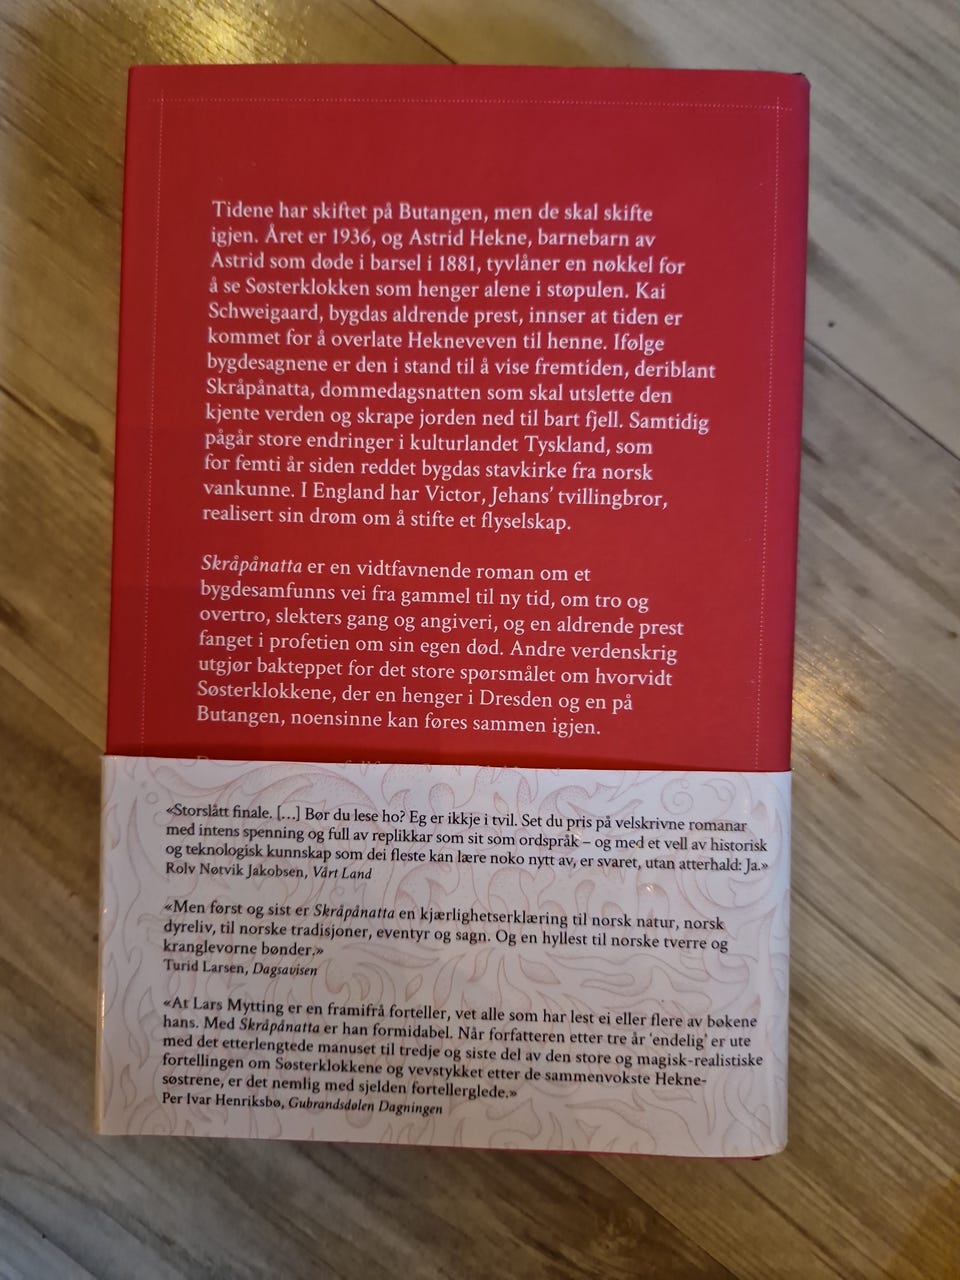 Tidene har skiftet på Butangen, men de skal skifte
igjen. Året er 1936, og Astrid Hekne, barnebarn av
Astrid som døde i barsel i 1881, tyvlåner en nøkkel for
å se Søsterklokken som henger alene i støpulen. Kai
Schweigaard, bygdas aldrende prest, innser at tiden er
kommet for å overlate Hekneveven til henne. Ifølge
bygdesagnene er den i stand til å vise fremtiden, deriblant
Skråpånatta, dommedagsnatten som skal utslette den
kjente verden og skrape jorden ned til bart fjell. Samtidig
pågår store endringer i kulturlandet Tyskland, som
for femti år siden reddet bygdas stavkirke fra norsk
vankunne. I England har Victor, Jehans’ tvillingbror,
realisert sin drøm om å stifte et flyselskap.
Skråpånatta er en vidtfavnende roman om et
bygdesamfunns vei fra gammel til ny tid, om tro og
overtro, slekters gang og angiveri, og en aldrende prest
fanget i profetien om sin egen død. Andre verdenskrig
utgjør bakteppet for det store spørsmålet om hvorvidt
Søsterklokkene, der en henger i Dresden og en på
Butangen, noensinne kan føres sammen igjen.
«Storslått finale. [...] Bør du lese ho? Eg er ikkje i tvil. Set du pris på velskrivne romanar
med intens spenning og full av replikkar som sit som ordspråk – og med et vell av historisk
og teknologisk kunnskap som dei fleste kan lære noko nytt av, er svaret, utan atterhald: Ja.»
Rolv Nøtvik Jakobsen, Vårt Land
«Men først og sist er Skråpånatta en kjærlighetserklæring til norsk natur, norsk
dyreliv, til norske tradisjoner, eventyr og sagn. Og en hyllest til norske tverre og
kranglevorne bønder.»
Turid Larsen, Dagsavisen
«At Lars Mytting er en framifrå forteller, vet alle som har lest ei eller flere av bøkene
hans. Med Skråpånatta er han formidabel. Når forfatteren etter tre år ‘endelig’ er ute
med det etterlengtede manuset til tredje og siste del av den store og magisk-realistiske
fortellingen om Søsterklokkene og vevstykket etter de sammenvokste Hekne-
søstrene, er det nemlig med sjelden fortellerglede.»
Per Ivar Henriksbø, Gubrandsdølen Dagningen